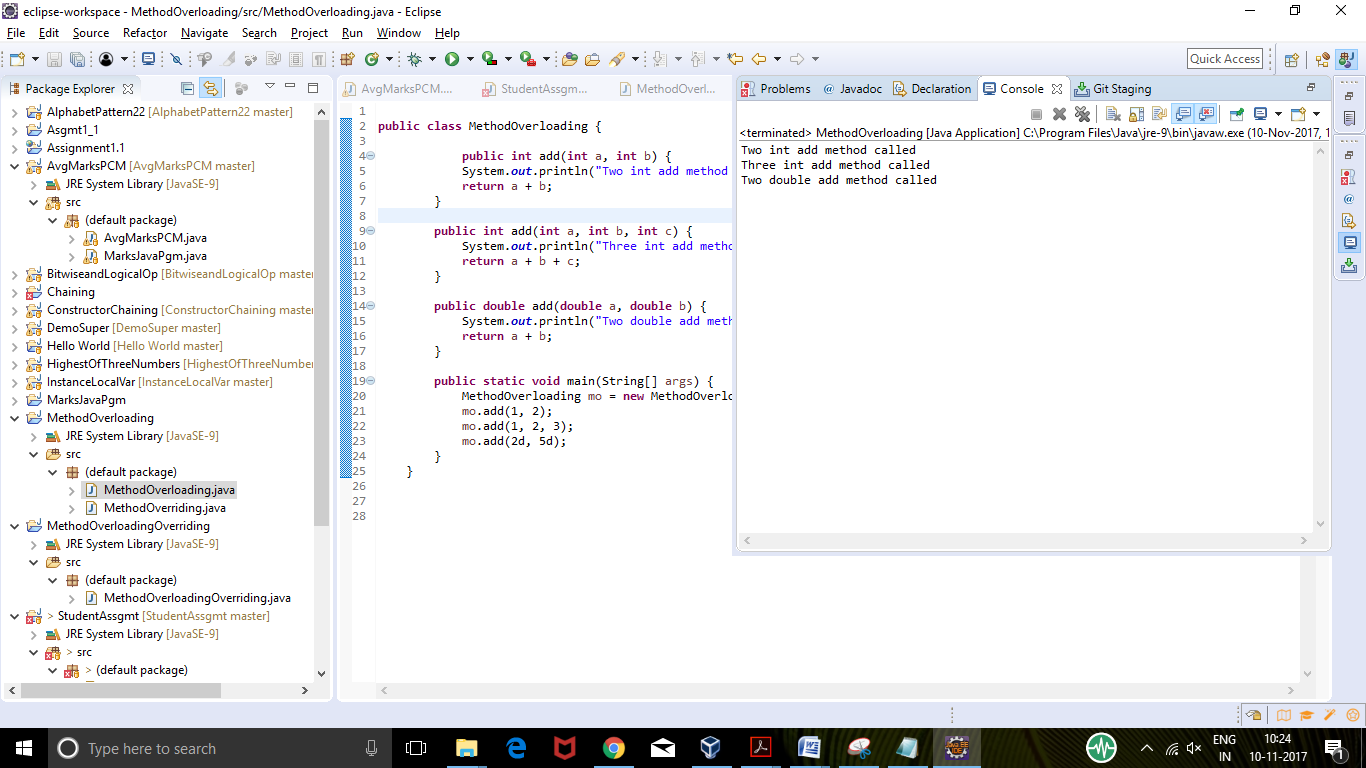 eclipse-workspace - MethodOverloading/src/MethodOverloading.java - Eclipse
File Edit Source Refactor Navigate Search Project Run Window Help
Quick Access
Package Explorer
AlphabetPattern22 [AlphabetPattern22 master]
Asgmt1_1
Assignment1.1
AvgMarksPCM [AvgMarksPCM master]
JRE System Library [JavaSE-9]
src
(default package)
AvgMarksPCM.java
MarksJavaPgm.java
BitwiseandLogicalOp [BitwiseandLogicalOp master
Chaining
ConstructorChaining [ConstructorChaining master
DemoSuper [DemoSuper master]
Hello World [Hello World master]
HighestOfThreeNumbers [HighestOfThreeNumber
InstanceLocalVar [InstanceLocalVar master]
MarksJavaPgm
MethodOverloading
JRE System Library [JavaSE-9]
src
(default package)
MethodOverloading.java
MethodOverriding.java
MethodOverloadingOverriding
JRE System Library [JavaSE-9]
src
(default package)
MethodOverloadingOverriding.java
> StudentAssgmt [StudentAssgmt master]
JRE System Library [JavaSE-9]
> src
> (default package)
AvgMarksPCM.... StudentAssgm... MethodOverl...
1
2 public class MethodOverloading {
3
4 public int add(int a, int b) {
5 System.out.println("Two int add method
6 return a + b;
7 }
8
9 public int add(int a, int b, int c) {
10 System.out.println("Three int add metho
11 return a + b + c;
12 }
13
14 public double add(double a, double b) {
15 System.out.println("Two double add meth
16 return a + b;
17 }
18
19 public static void main(String[] args) {
20 MethodOverloading mo = new MethodOverlo
21 mo.add(1, 2);
22 mo.add(1, 2, 3);
23 mo.add(2d, 5d);
24 }
25 }
26
27
28
Problems @ Javadoc Declaration Console Git Staging
<terminated> MethodOverloading [Java Application] C:\Program Files\Java\jre-9\bin\javaw.exe (10-Nov-2017, 1
Two int add method called
Three int add method called
Two double add method called
Type here to search
ENG
IN
10:24
10-11-2017
1